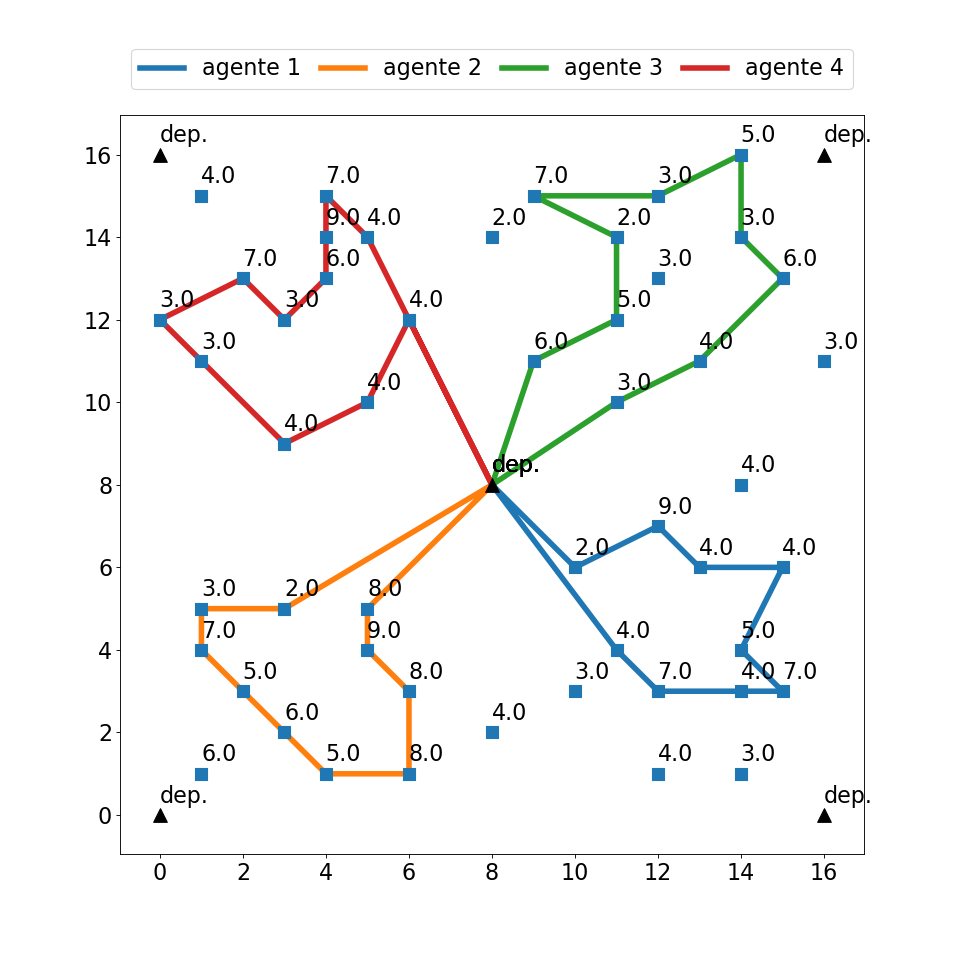 agente 1 agente 2 agente 3 agente 4
5.0
dep. dep.
16
4.0 7.0 7.0 3.0
9.0 4.0 2.0 2.0 3.0
14
7.0 6.0 3.0 6.0
3.0 3.0 4.0 5.0
12
3.0 6.0 4.0 3.0
4.0 3.0
10
4.0
dep. 4.0
8
9.0
2.0 4.0 4.0
6
3.0 2.0 8.0
7.0 9.0 4.0 5.0
4
5.0 8.0 3.0 7.0 4.0 7.0
6.0 4.0
2
6.0 5.0 8.0 4.0 3.0
dep. dep.
0
0 2 4 6 8 10 12 14 16